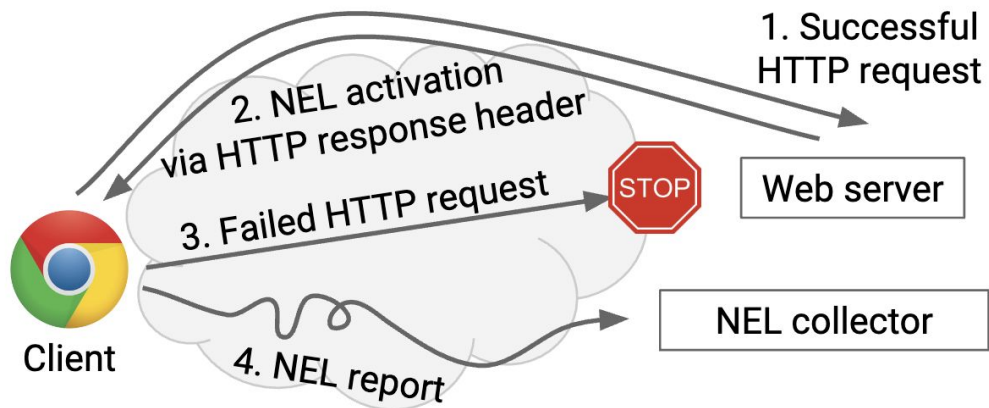 1. Successful
HTTP request
2. NEL activation
via HTTP response header
STOP
Web server
3. Failed HTTP request
NEL collector
Client
4. NEL report